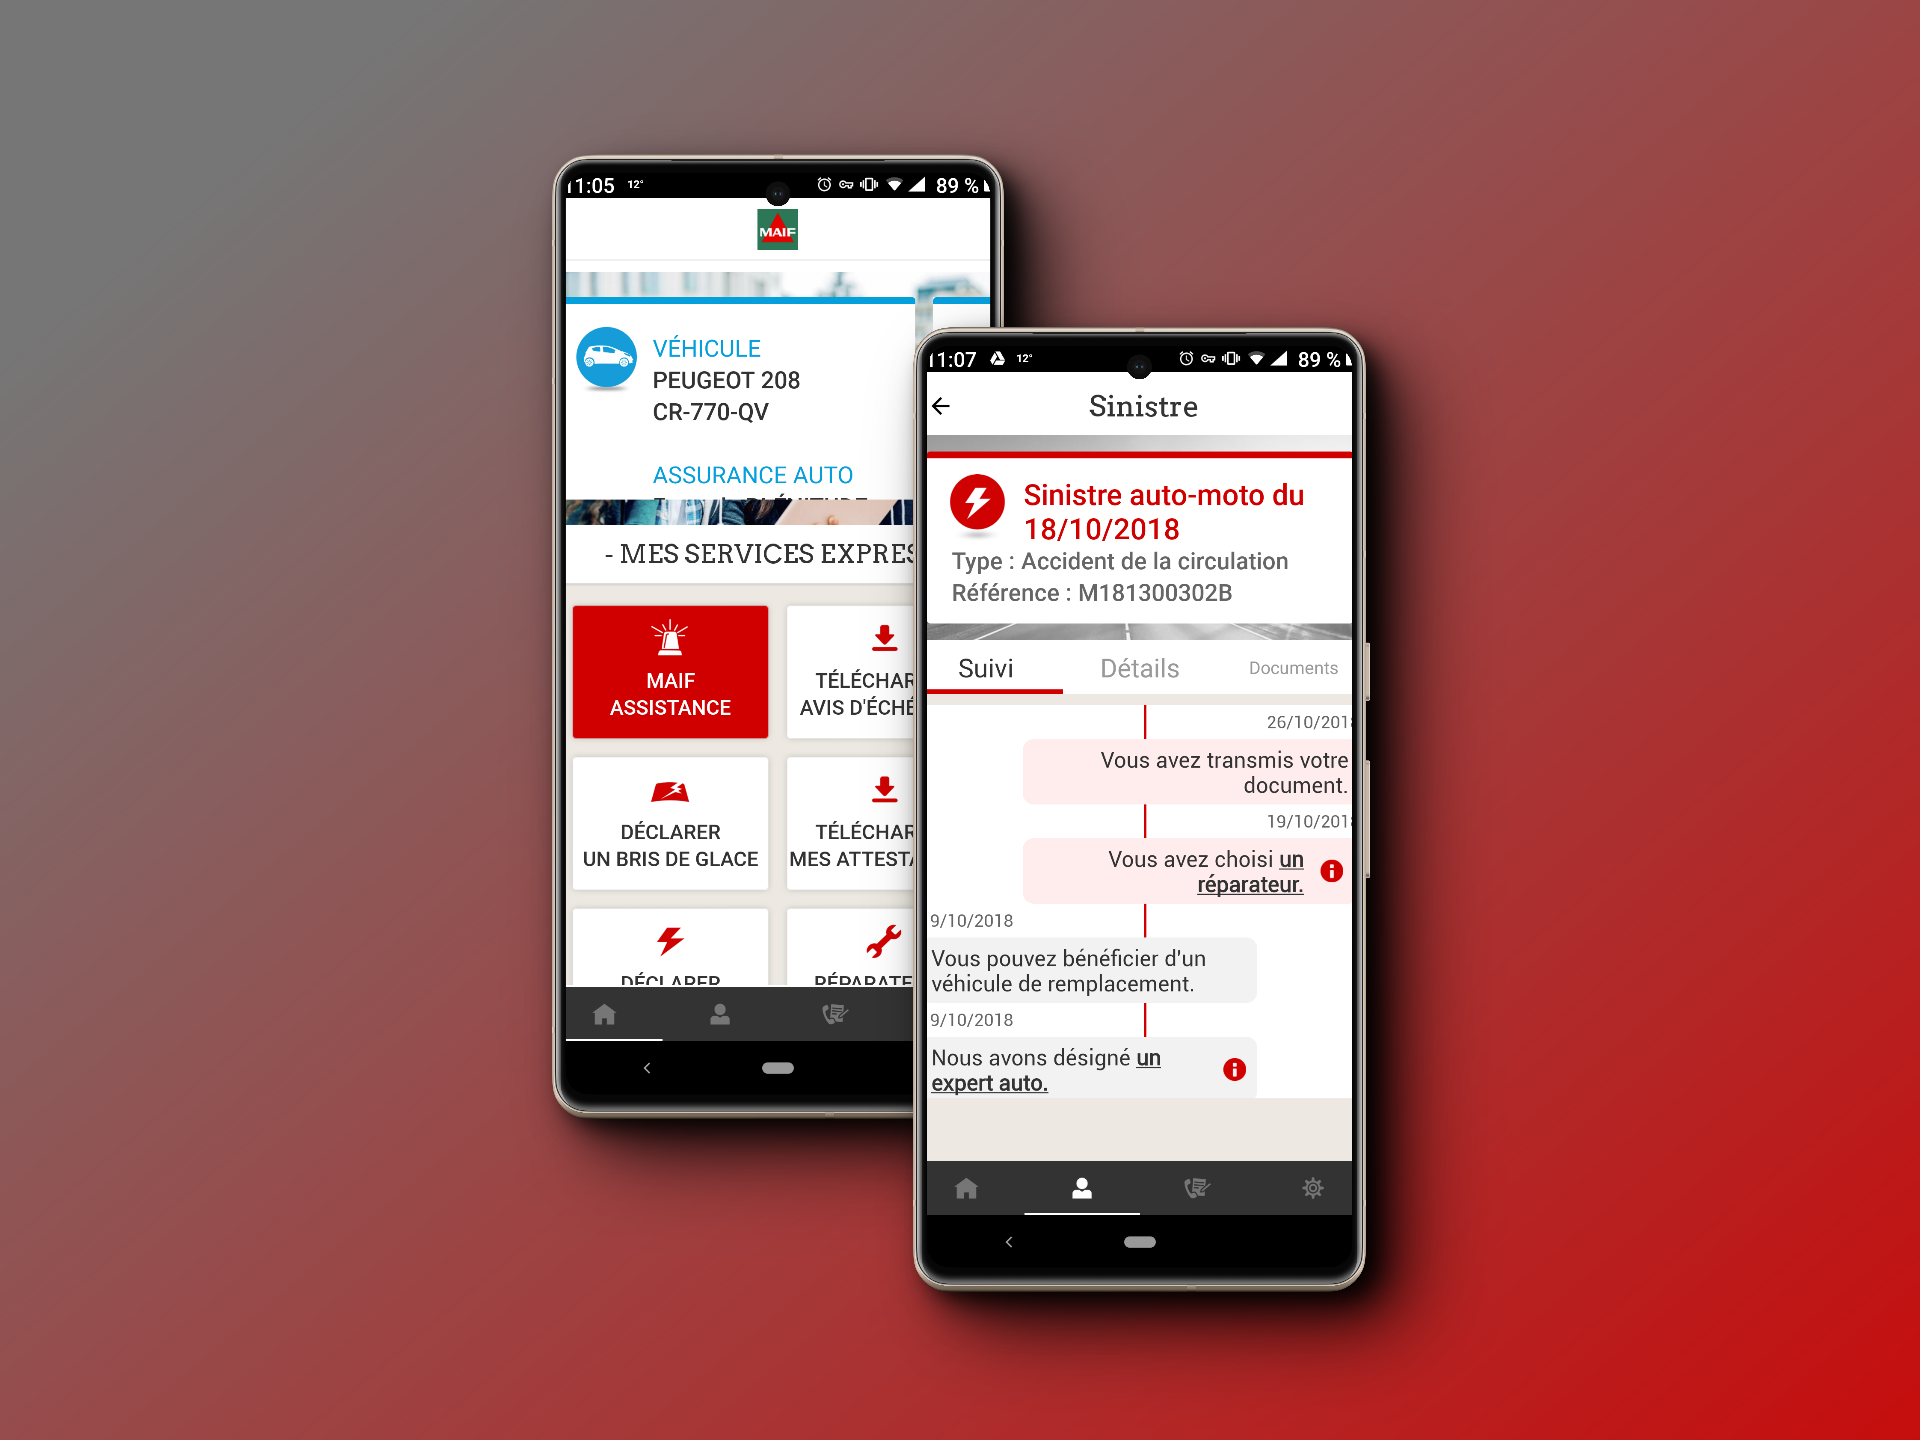 11:05 12° 89 %
MAIF
VÉHICULE
PEUGEOT 208
CR-770-QV
ASSURANCE AUTO
- MES SERVICES EXPRES
MAIF
ASSISTANCE
TÉLÉCHAR
AVIS D'ÉCHÉ
DÉCLARER
UN BRIS DE GLACE
TÉLÉCHAR
MES ATTEST
DÉCLARER
RÉPARATE
11:07 12° 89 %
Sinistre
Sinistre auto-moto du
18/10/2018
Type : Accident de la circulation
Référence : M181300302B
Suivi Détails Documents
26/10/2018
Vous avez transmis votre
document.
19/10/2018
Vous avez choisi un
réparateur.
9/10/2018
Vous pouvez bénéficier d'un
véhicule de remplacement.
9/10/2018
Nous avons désigné un
expert auto.